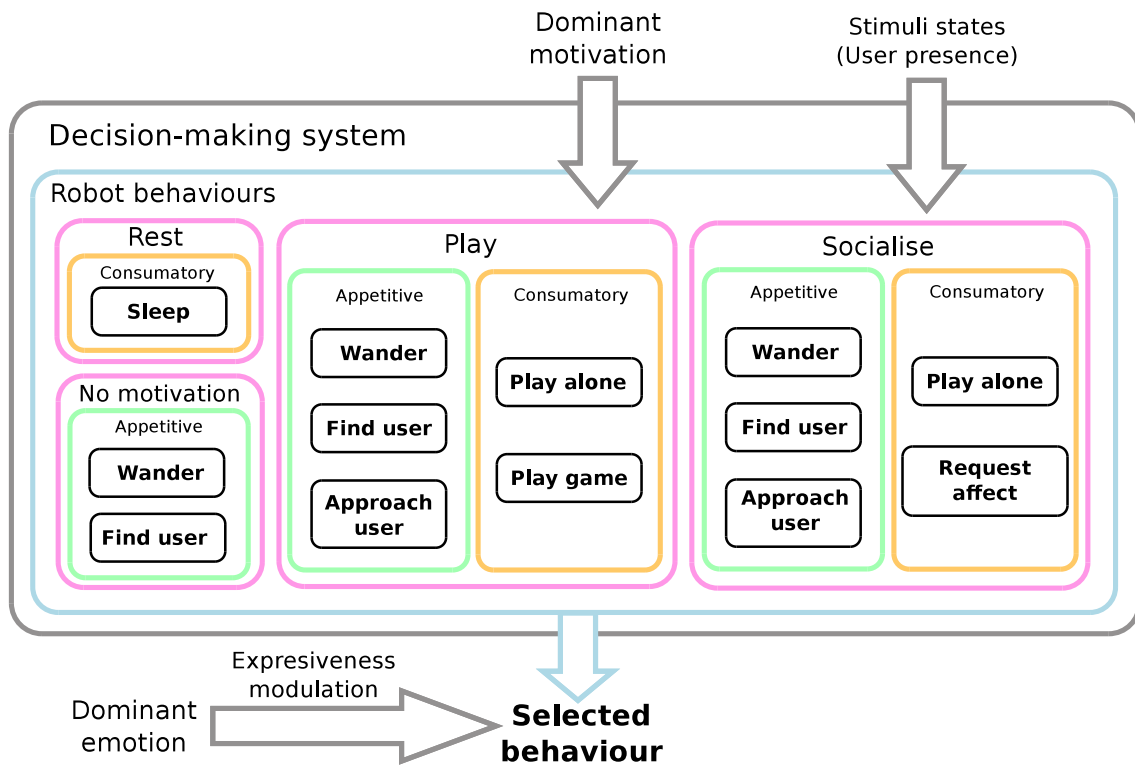 Dominant
motivation
Stimuli states
(User presence)
Decision-making system
Robot behaviours
Rest
Consumatory
Sleep
No motivation
Appetitive
Wander
Find user
Play
Appetitive
Wander
Find user
Approach
user
Consumatory
Play alone
Play game
Socialise
Appetitive
Wander
Find user
Approach
user
Consumatory
Play alone
Request
affect
Expresiveness
modulation
Dominant
emotion
Selected
behaviour